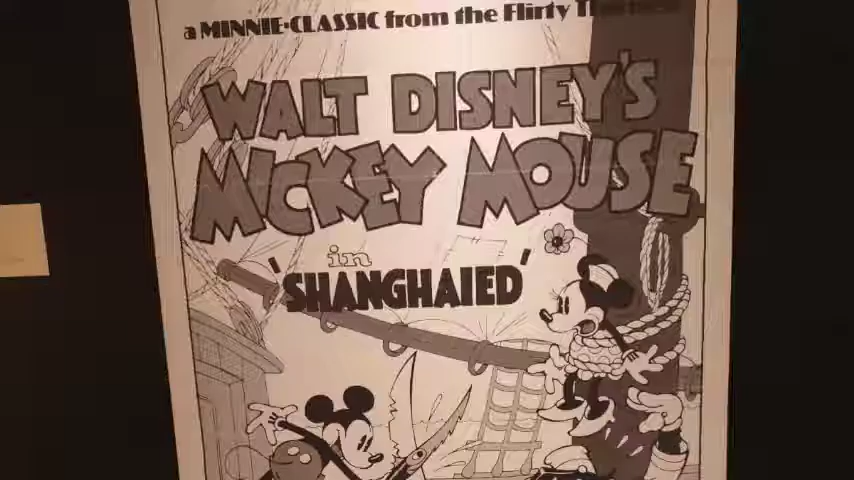 a MINNIE-CLASSIC from the Flirty
WALT DISNEY'S
MICKEY MOUSE
in
'SHANGHAIED'